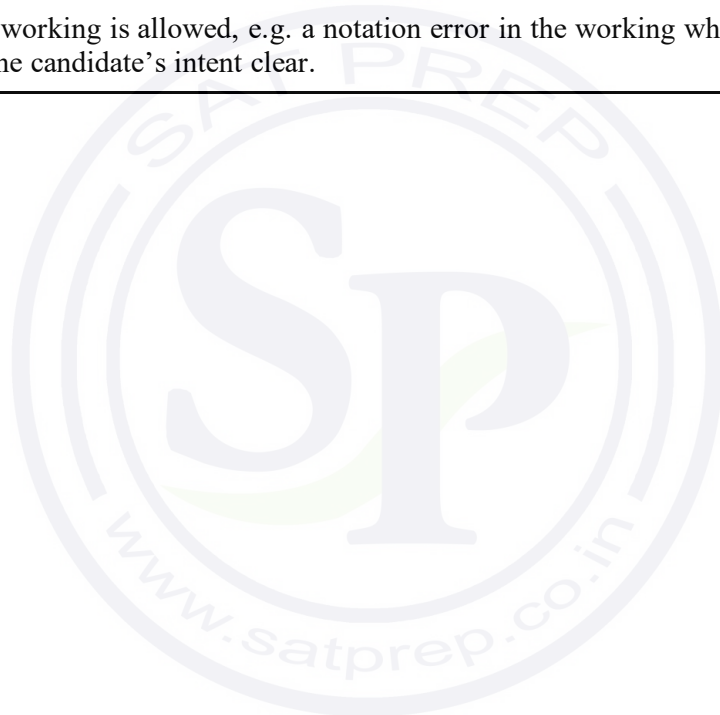 working is allowed, e.g. a notation error in the working wh
ne candidate's intent clear.
SAT PREP
SP
www.satprep.co.in